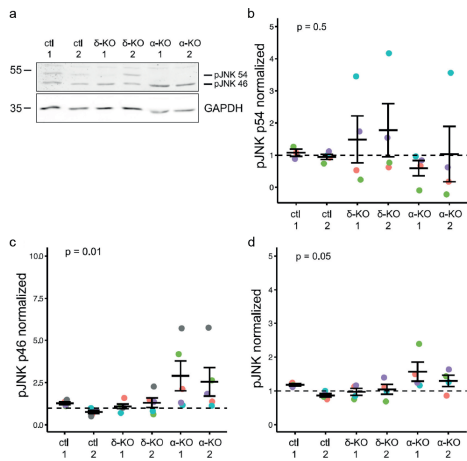 a
ctl ctl δ-KO δ-KO α-KO α-KO
1 2 1 2 1 2
55
pJNK 54
pJNK 46
35
GAPDH
b
p = 0.5
pJNK p54 normalized
5
4
3
2
1
0
ctl ctl δ-KO δ-KO α-KO α-KO
1 2 1 2 1 2
c
p = 0.01
pJNK p46 normalized
10.0
7.5
5.0
2.5
0.0
ctl ctl δ-KO δ-KO α-KO α-KO
1 2 1 2 1 2
d
p = 0.05
pJNK normalized
5
4
3
2
1
0
ctl ctl δ-KO δ-KO α-KO α-KO
1 2 1 2 1 2